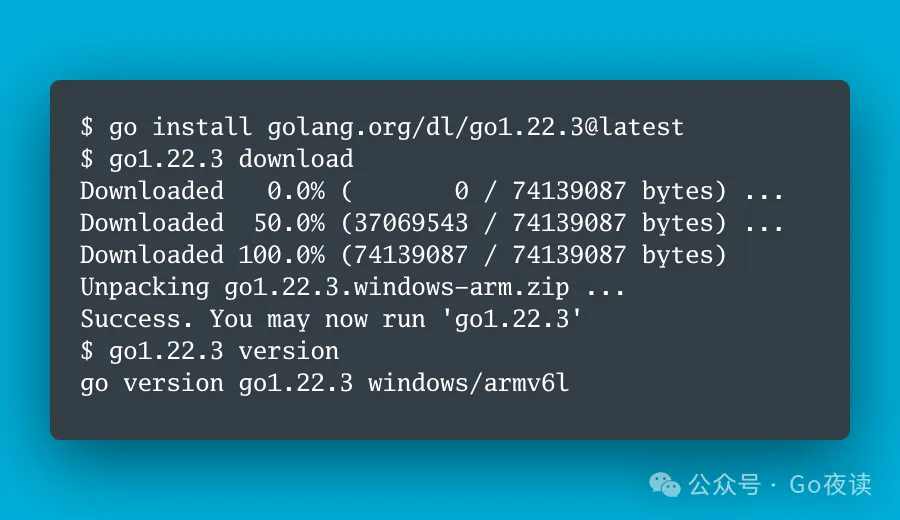 $ go install golang.org/dl/go1.22.3@latest
$ go1.22.3 download
Downloaded   0.0% (       0 / 74139087 bytes) ...
Downloaded  50.0% (37069543 / 74139087 bytes) ...
Downloaded 100.0% (74139087 / 74139087 bytes)
Unpacking go1.22.3.windows-arm.zip ...
Success. You may now run 'go1.22.3'
$ go1.22.3 version
go version go1.22.3 windows/armv6l
公众号 · Go夜读